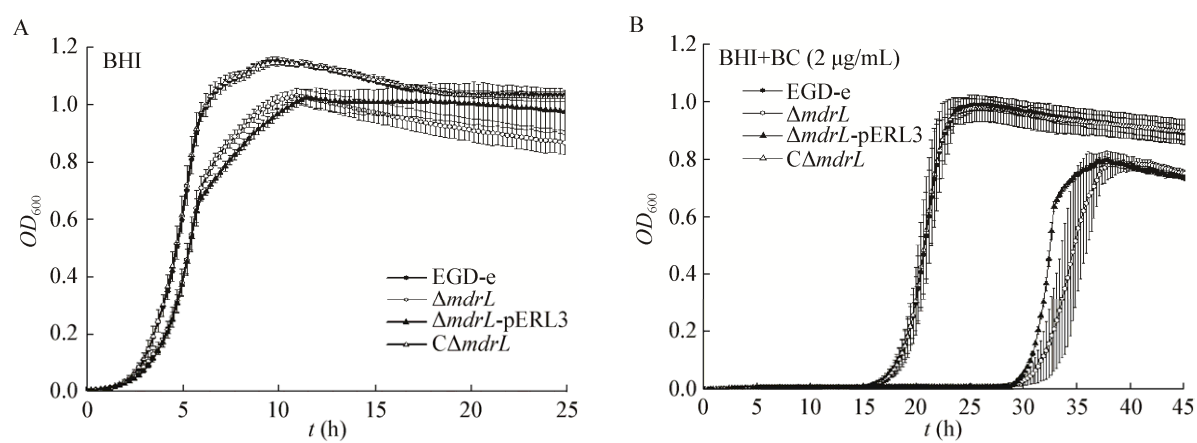 A
BHI
1.2
1.0
0.8
0.6
0.4
0.2
0.0
OD600
0 5 10 15 20 25
t (h)
EGD-e
ΔmdrL
ΔmdrL-pERL3
CΔmdrL
B
BHI+BC (2 μg/mL)
EGD-e
ΔmdrL
ΔmdrL-pERL3
CΔmdrL
1.2
1.0
0.8
0.6
0.4
0.2
0.0
OD600
0 5 10 15 20 25 30 35 40 45
t (h)